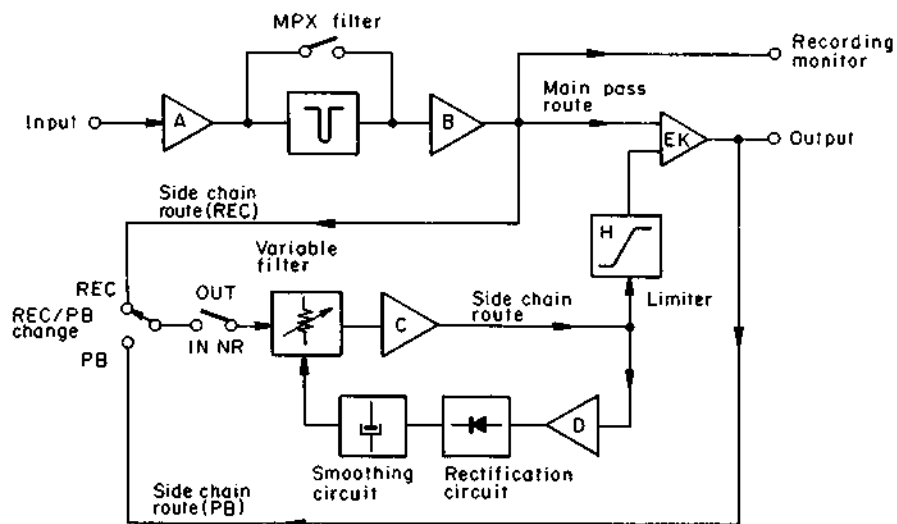 MPX filter
Recording
monitor
Main pass
route
Input
A
B
EK
Output
Side chain
route(REC)
Variable
filter
H
Limiter
REC
OUT
REC/PB
change
IN NR
PB
C
Side chain
route
D
Smoothing
circuit
Rectification
circuit
Side chain
route(PB)